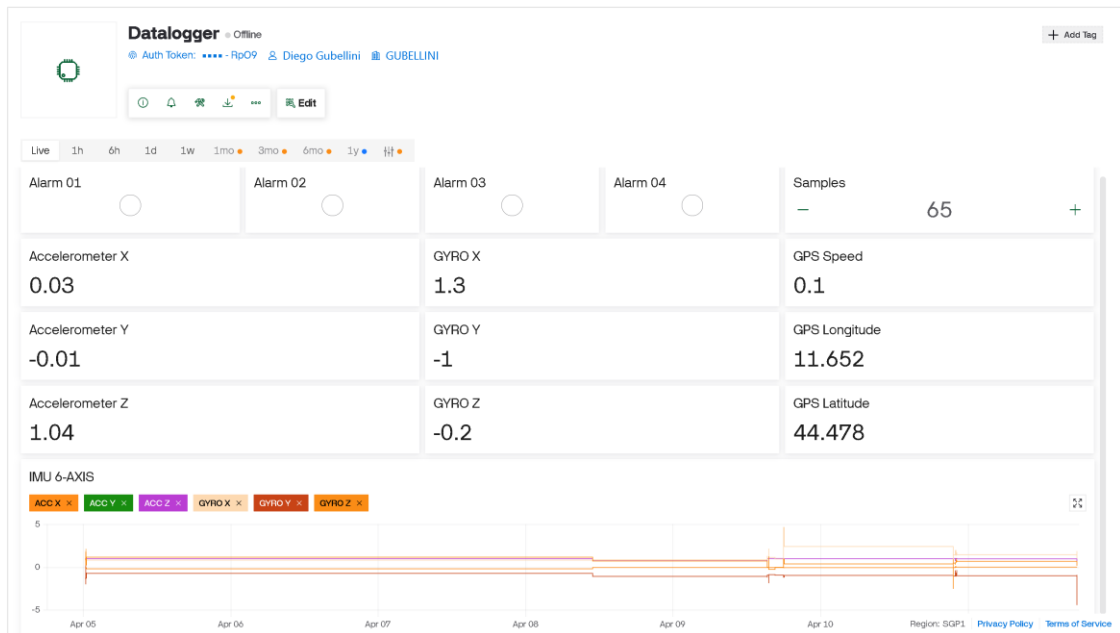 Datalogger Offline
Auth Token: •••• - RpO9 Diego Gubellini GUBELLINI
+ Add Tag
Edit
Live 1h 6h 1d 1w 1mo 3mo 6mo 1y
Alarm 01 Alarm 02 Alarm 03 Alarm 04 Samples
− 65 +
Accelerometer X GYRO X GPS Speed
0.03 1.3 0.1
Accelerometer Y GYRO Y GPS Longitude
-0.01 -1 11.652
Accelerometer Z GYRO Z GPS Latitude
1.04 -0.2 44.478
IMU 6-AXIS
ACC X × ACC Y × ACC Z × GYRO X × GYRO Y × GYRO Z ×
5
0
-5
Apr 05 Apr 06 Apr 07 Apr 08 Apr 09 Apr 10
Region: SGP1 Privacy Policy Terms of Service